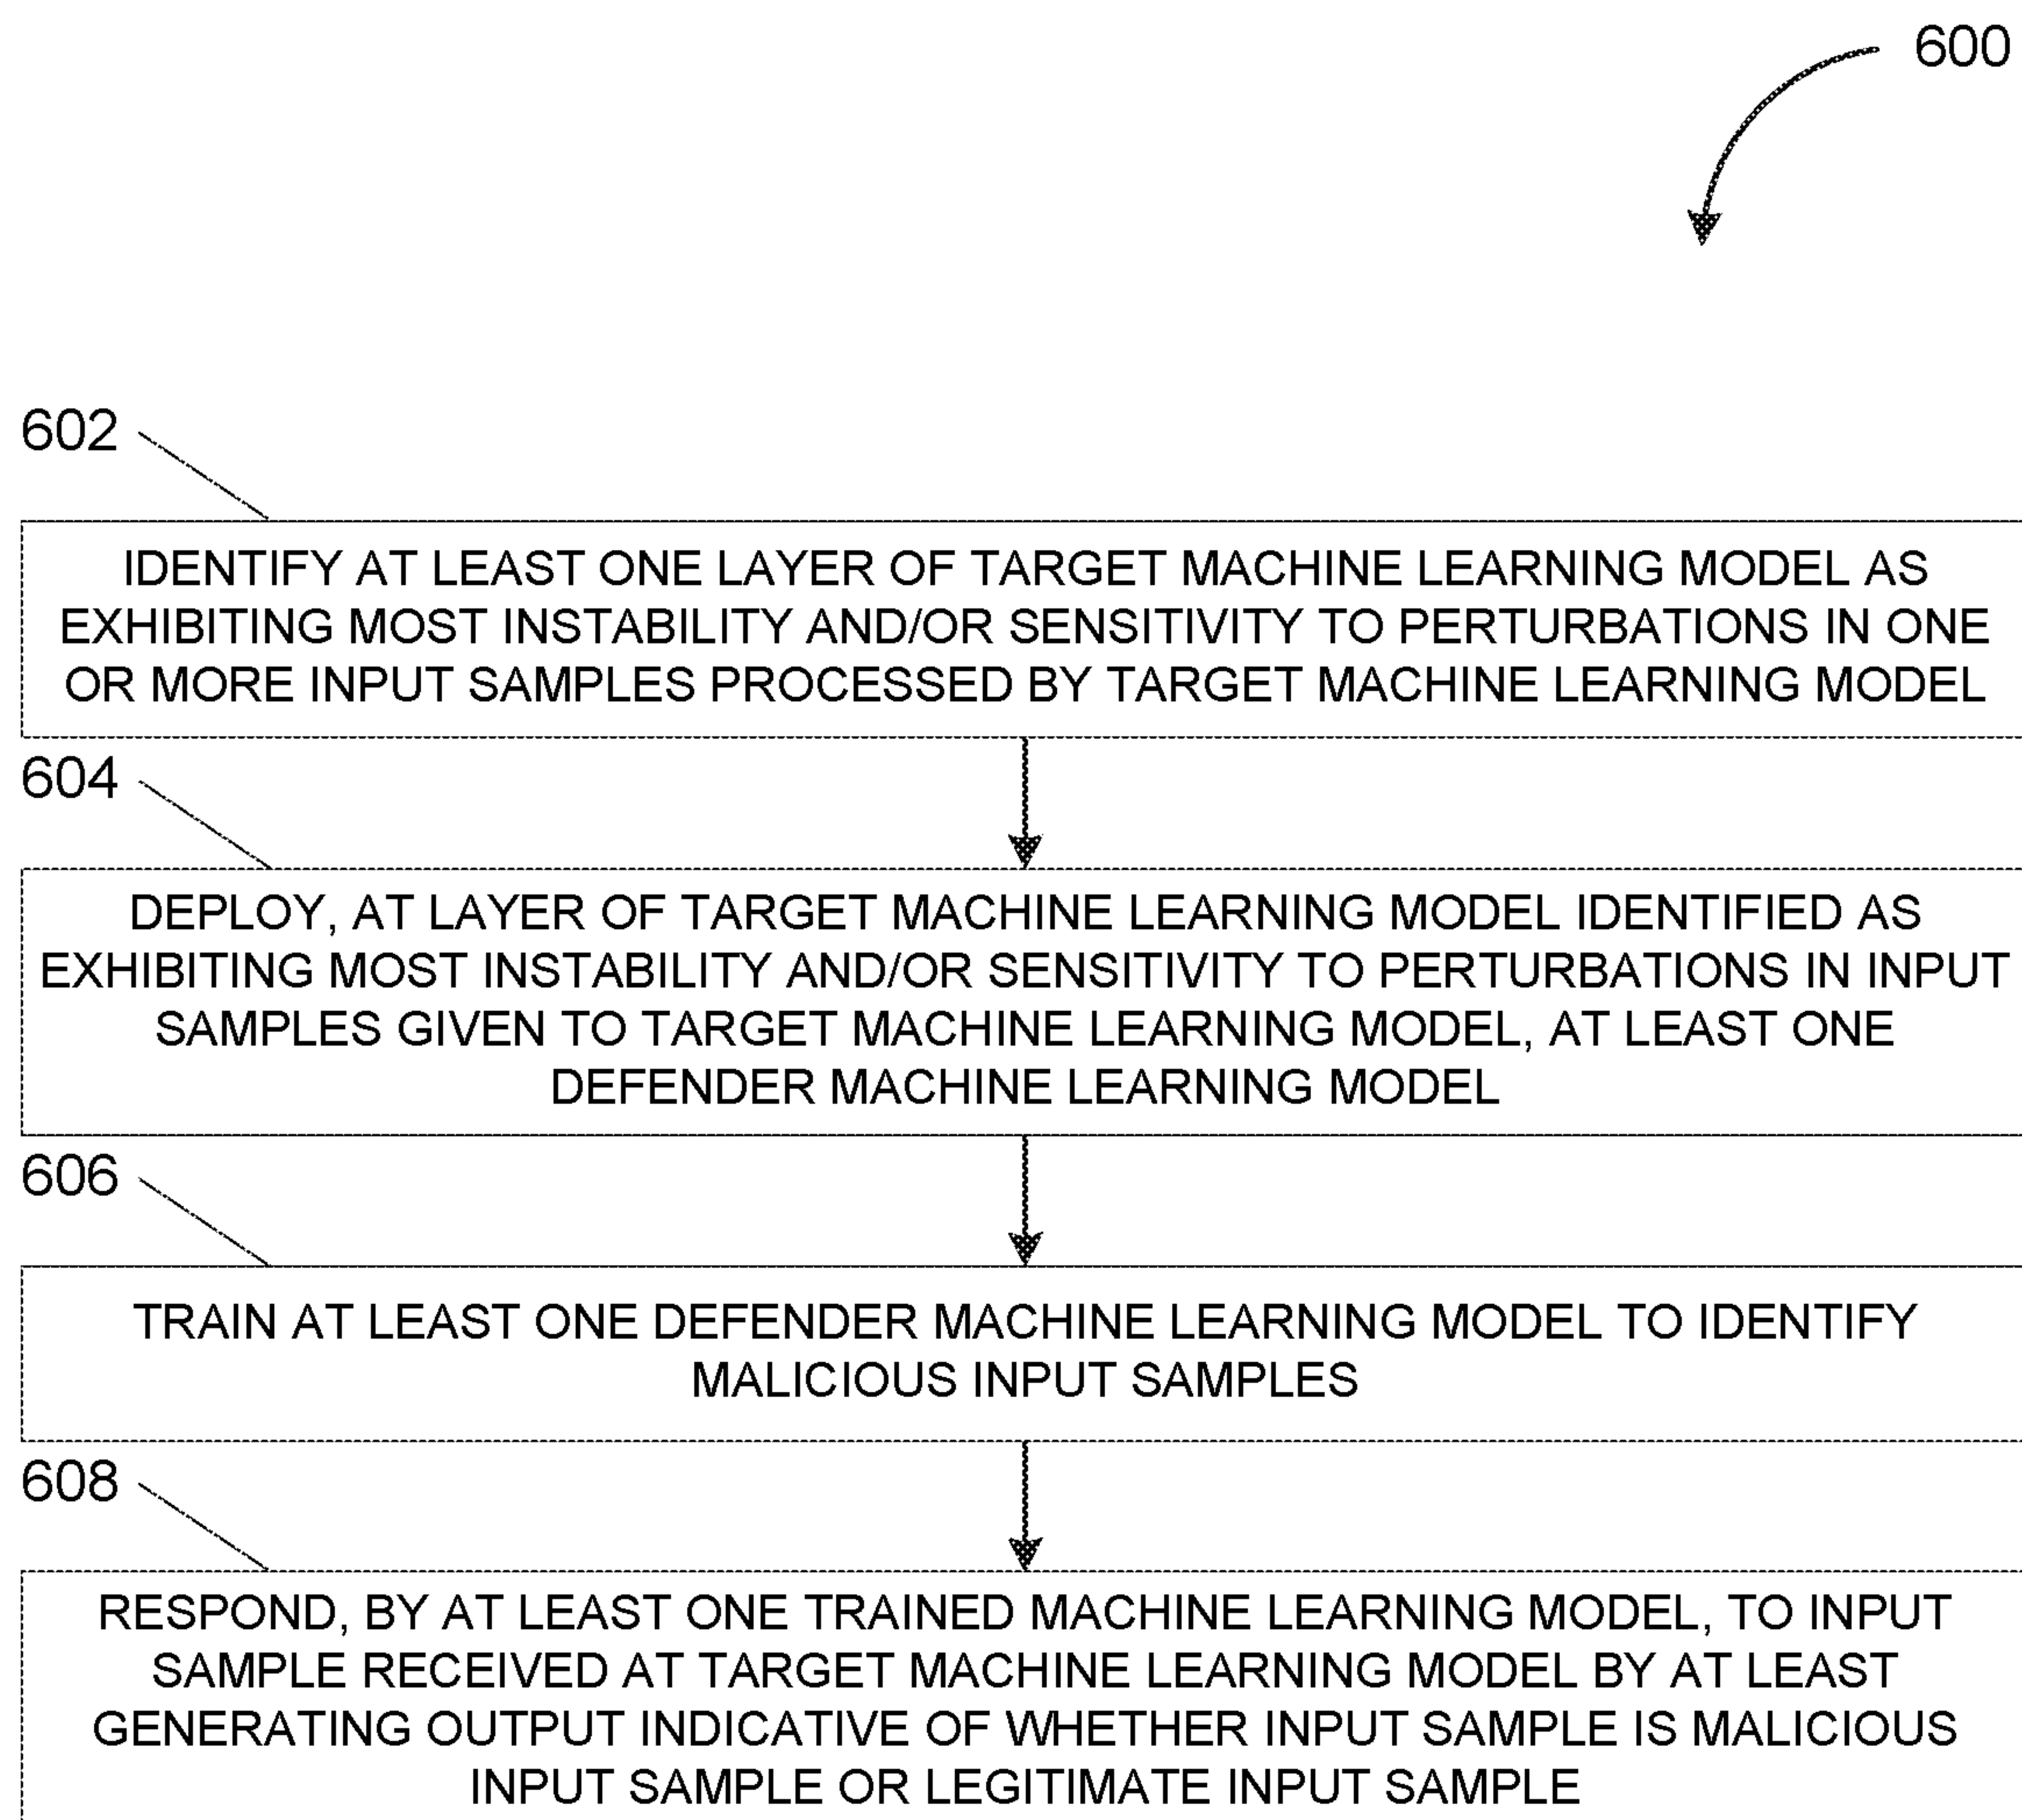 600
602
IDENTIFY AT LEAST ONE LAYER OF TARGET MACHINE LEARNING MODEL AS
EXHIBITING MOST INSTABILITY AND/OR SENSITIVITY TO PERTURBATIONS IN ONE
OR MORE INPUT SAMPLES PROCESSED BY TARGET MACHINE LEARNING MODEL
604
DEPLOY, AT LAYER OF TARGET MACHINE LEARNING MODEL IDENTIFIED AS
EXHIBITING MOST INSTABILITY AND/OR SENSITIVITY TO PERTURBATIONS IN INPUT
SAMPLES GIVEN TO TARGET MACHINE LEARNING MODEL, AT LEAST ONE
DEFENDER MACHINE LEARNING MODEL
606
TRAIN AT LEAST ONE DEFENDER MACHINE LEARNING MODEL TO IDENTIFY
MALICIOUS INPUT SAMPLES
608
RESPOND, BY AT LEAST ONE TRAINED MACHINE LEARNING MODEL, TO INPUT
SAMPLE RECEIVED AT TARGET MACHINE LEARNING MODEL BY AT LEAST
GENERATING OUTPUT INDICATIVE OF WHETHER INPUT SAMPLE IS MALICIOUS
INPUT SAMPLE OR LEGITIMATE INPUT SAMPLE